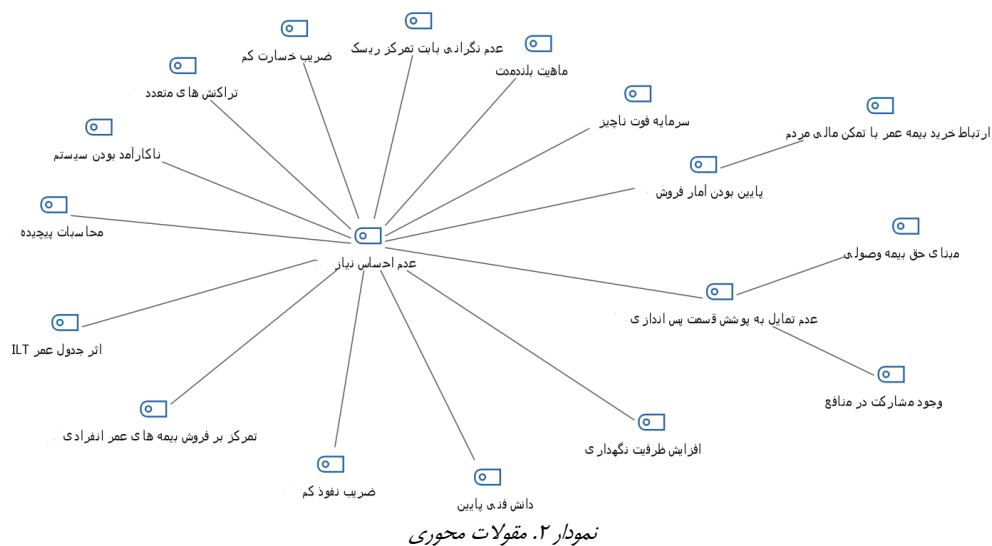 عدم نگرانی بابت تمرکز ریسک
ضریب خسارت کم
ماهیت بلندمدت
تراکنش های متعدد
سرمایه فوت ناچیز
ارتباط خرید بیمه عمر با تمکن مالی مردم
ناکارآمد بودن سیستم
پایین بودن آمار فروش
محاسبات پیچیده
مبنای حق بیمه وصولی
عدم احساس نیاز
عدم تمایل به پوشش قسمت پس اندازی
اثر جدول عمر ILT
وجود مشارکت در منافع
تمرکز بر فروش بیمه های عمر انفرادی
افزایش ظرفیت نگهداری
ضریب نفوذ کم
دانش فنی پایین
نمودار ۲. مقولات محوری